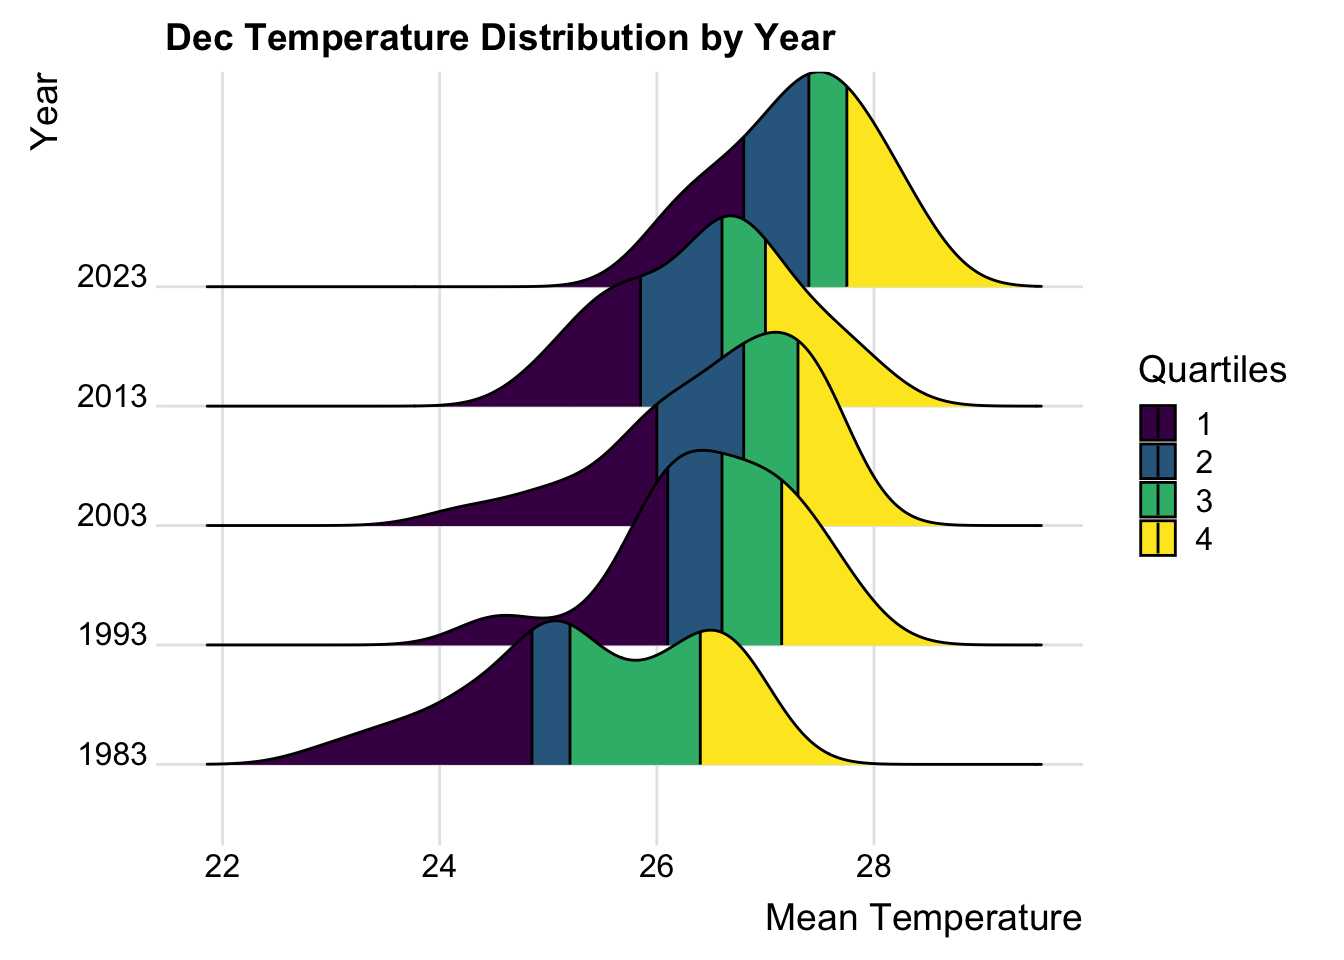 Dec Temperature Distribution by Year
Year
2023
2013
2003
1993
1983
22 24 26 28
Mean Temperature
Quartiles
1
2
3
4